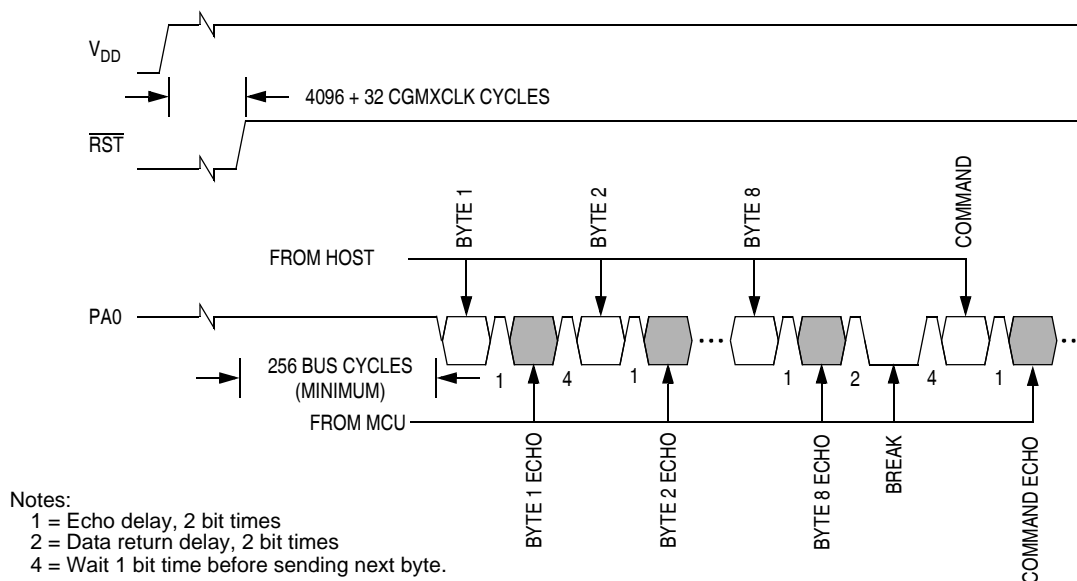 VDD
4096 + 32 CGMXCLK CYCLES
RST
BYTE 1
BYTE 2
BYTE 8
COMMAND
FROM HOST
PA0
256 BUS CYCLES
(MINIMUM)
1
4
1
1
2
4
1
FROM MCU
BYTE 1 ECHO
BYTE 2 ECHO
BYTE 8 ECHO
BREAK
COMMAND ECHO
Notes:
1 = Echo delay, 2 bit times
2 = Data return delay, 2 bit times
4 = Wait 1 bit time before sending next byte.